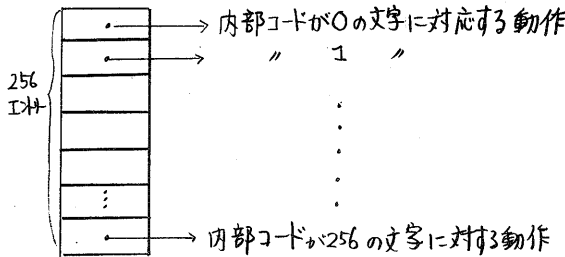 内部コードが0の文字に対応する動作
〃 1 〃
256
エントリー
内部コードが256の文字に対する動作